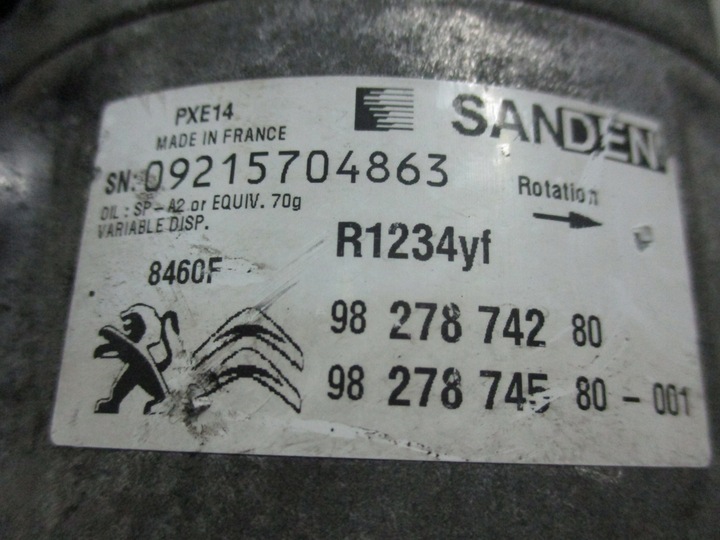 PXE14
MADE IN FRANCE
SANDEN
SN: 09215704863
OIL : SP-A2 or EQUIV. 70g
VARIABLE DISP.
Rotation
R1234yf
8460F
98 278 742 80
98 278 745 80 - 001